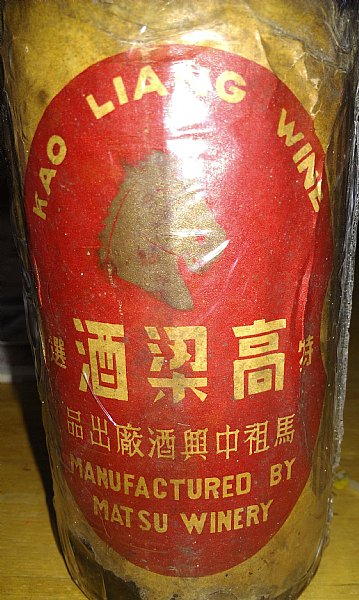 KAO LIANG WINE
特 高梁酒 選
馬祖中興酒廠出品
MANUFACTURED BY
MATSU WINERY